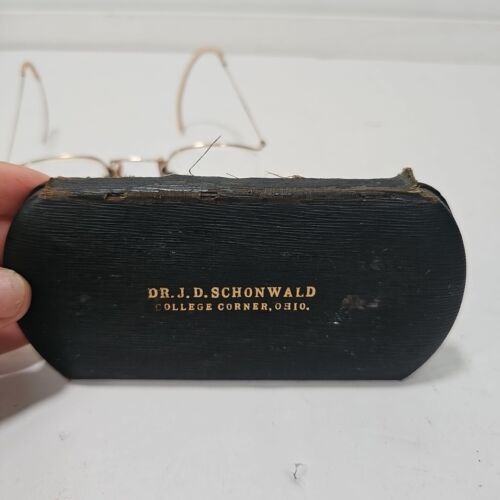 DR. J. D. SCHONWALD
COLLEGE CORNER, OHIO.